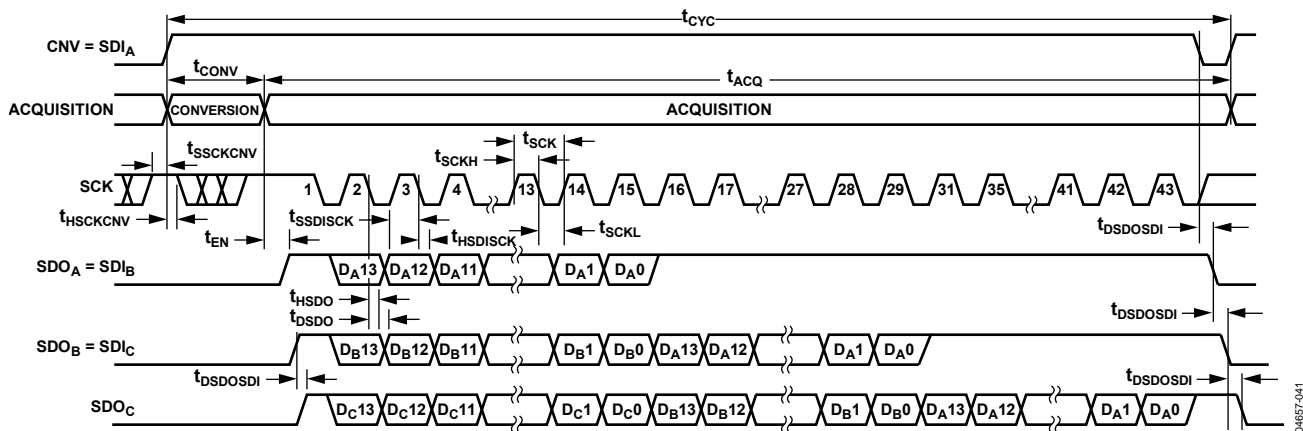 tCYC
CNV = SDIA
tCONV
tACQ
ACQUISITION
CONVERSION
ACQUISITION
tSSCKCNV
tSCK
tSCKH
SCK
1 2 3 4 13 14 15 16 17 27 28 29 31 35 41 42 43
tHSCKCNV
tSSDISCK
tHSDISCK
tSCKL
tDSDOSDI
tEN
SDOA = SDIB
DA13 DA12 DA11 DA1 DA0
tHSDO
tDSDO
tDSDOSDI
SDOB = SDIC
DB13 DB12 DB11 DB1 DB0 DA13 DA12 DA1 DA0
tDSDOSDI
tDSDOSDI
SDOC
DC13 DC12 DC11 DC1 DC0 DB13 DB12 DB1 DB0 DA13 DA12 DA1 DA0
04657-041